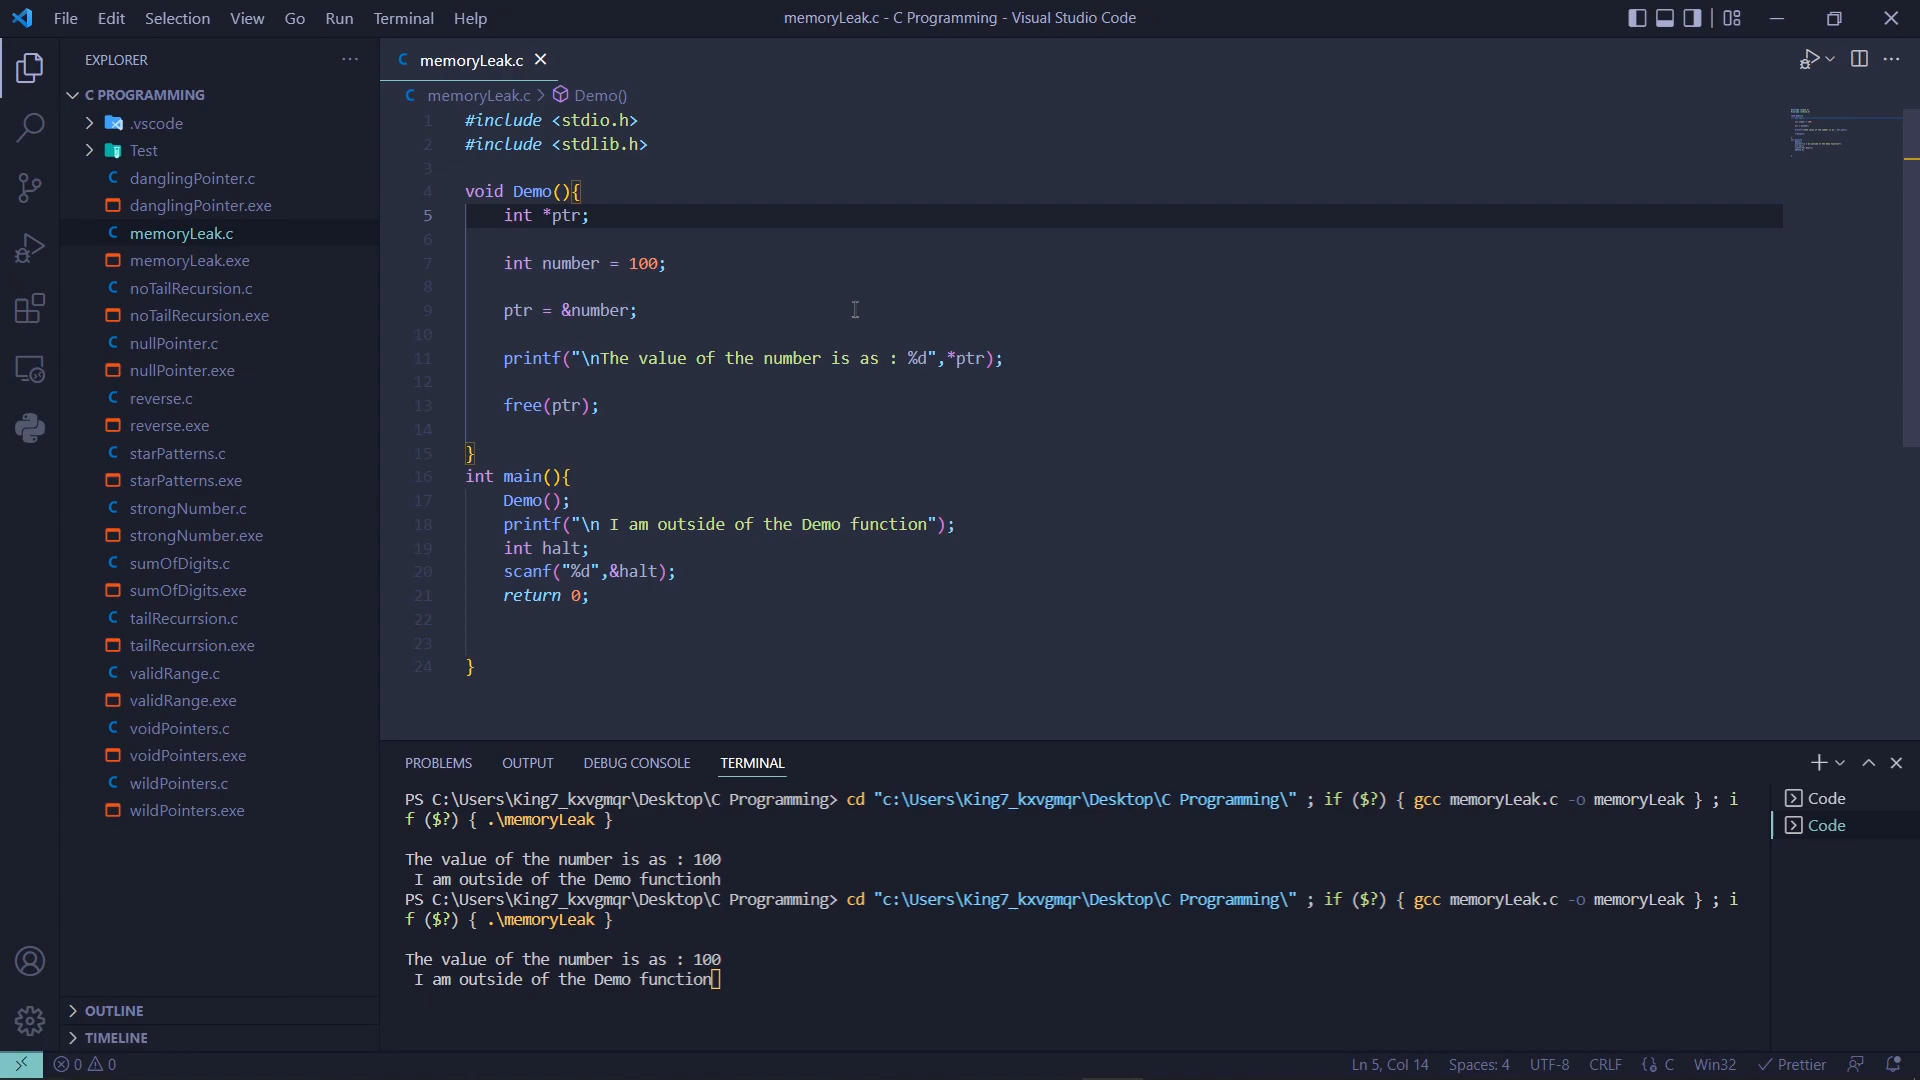 File Edit Selection View Go Run Terminal Help
memoryLeak.c - C Programming - Visual Studio Code
EXPLORER
C PROGRAMMING
.vscode
Test
danglingPointer.c
danglingPointer.exe
memoryLeak.c
memoryLeak.exe
noTailRecursion.c
noTailRecursion.exe
nullPointer.c
nullPointer.exe
reverse.c
reverse.exe
starPatterns.c
starPatterns.exe
strongNumber.c
strongNumber.exe
sumOfDigits.c
sumOfDigits.exe
tailRecurrsion.c
tailRecurrsion.exe
validRange.c
validRange.exe
voidPointers.c
voidPointers.exe
wildPointers.c
wildPointers.exe
OUTLINE
TIMELINE
memoryLeak.c
memoryLeak.c > Demo()
1 #include <stdio.h>
2 #include <stdlib.h>
3
4 void Demo(){
5 int *ptr;
6
7 int number = 100;
8
9 ptr = &number;
10
11 printf("\nThe value of the number is as : %d",*ptr);
12
13 free(ptr);
14
15 }
16 int main(){
17 Demo();
18 printf("\n I am outside of the Demo function");
19 int halt;
20 scanf("%d",&halt);
21 return 0;
22
23
24 }
PROBLEMS OUTPUT DEBUG CONSOLE TERMINAL
PS C:\Users\King7_kxvgmqr\Desktop\C Programming> cd "c:\Users\King7_kxvgmqr\Desktop\C Programming\" ; if ($?) { gcc memoryLeak.c -o memoryLeak } ; i
f ($?) { .\memoryLeak }
The value of the number is as : 100
I am outside of the Demo functionh
PS C:\Users\King7_kxvgmqr\Desktop\C Programming> cd "c:\Users\King7_kxvgmqr\Desktop\C Programming\" ; if ($?) { gcc memoryLeak.c -o memoryLeak } ; i
f ($?) { .\memoryLeak }
The value of the number is as : 100
I am outside of the Demo function
Code
Code
0 0
Ln 5, Col 14 Spaces: 4 UTF-8 CRLF C Win32 Prettier